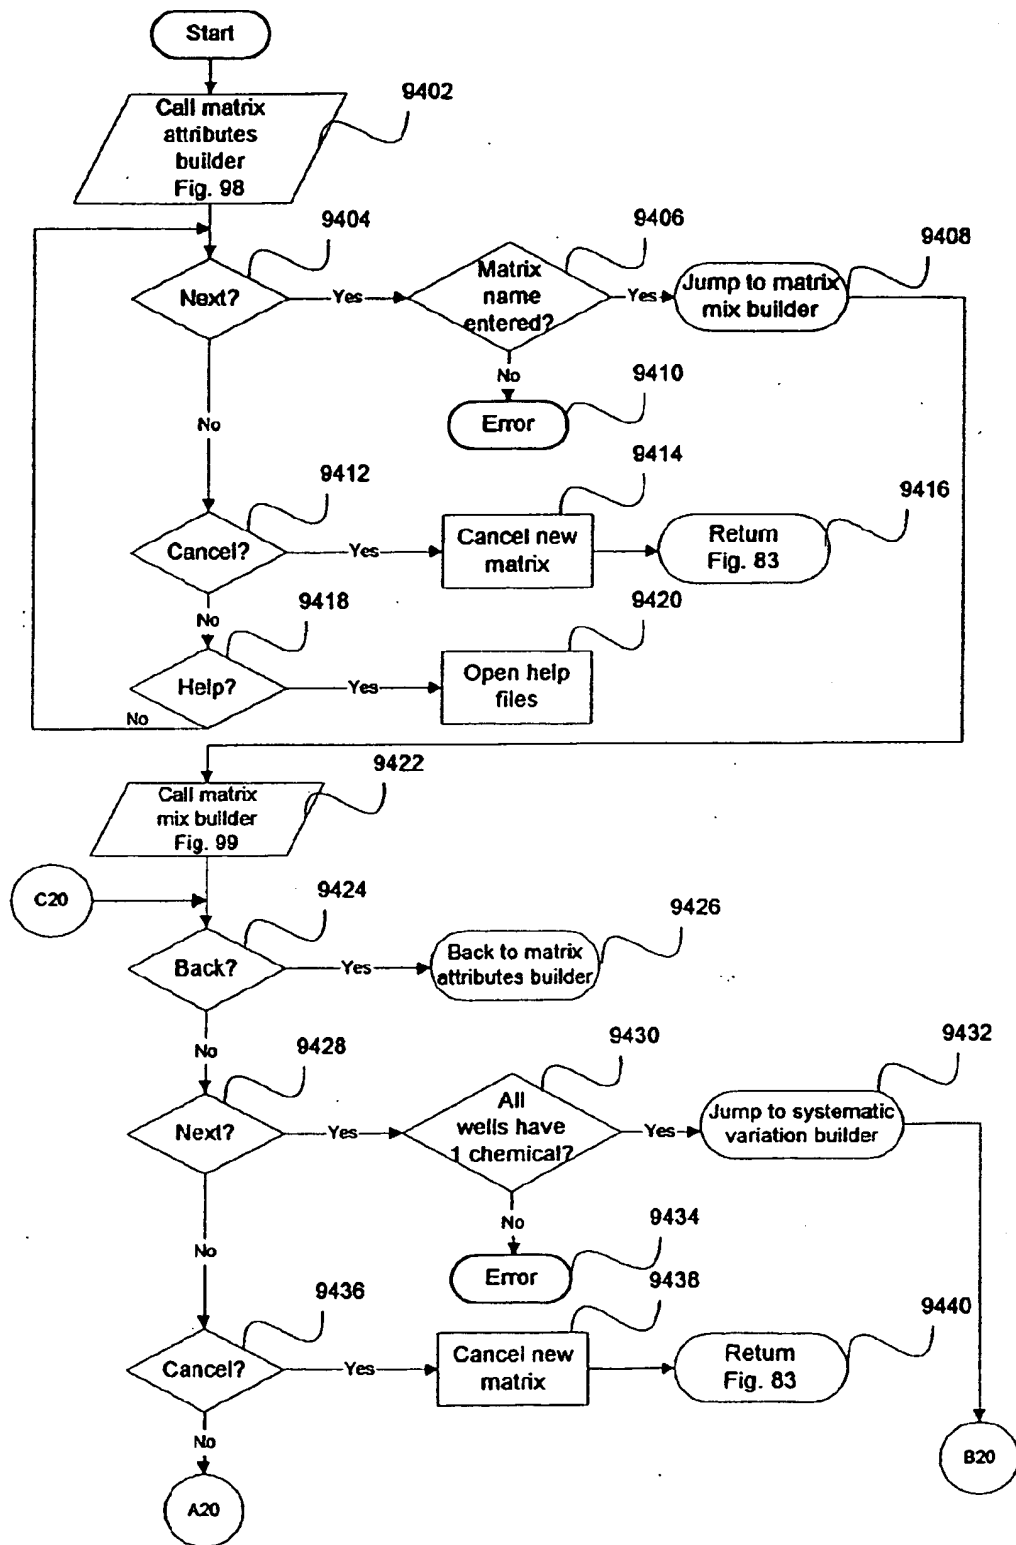 Start
Call matrix
attributes
builder
Fig. 98
9402
9404
Next?
Yes
9406
Matrix
name
entered?
Yes
9408
Jump to matrix
mix builder
No
9410
Error
No
9412
Cancel?
Yes
9414
Cancel new
matrix
9416
Return
Fig. 83
No
9418
Help?
Yes
9420
Open help
files
No
9422
Call matrix
mix builder
Fig. 99
C20
9424
Back?
Yes
9426
Back to matrix
attributes builder
No
9428
Next?
Yes
9430
All
wells have
1 chemical?
Yes
9432
Jump to systematic
variation builder
No
9434
Error
No
9436
Cancel?
Yes
9438
Cancel new
matrix
9440
Return
Fig. 83
No
A20
B20